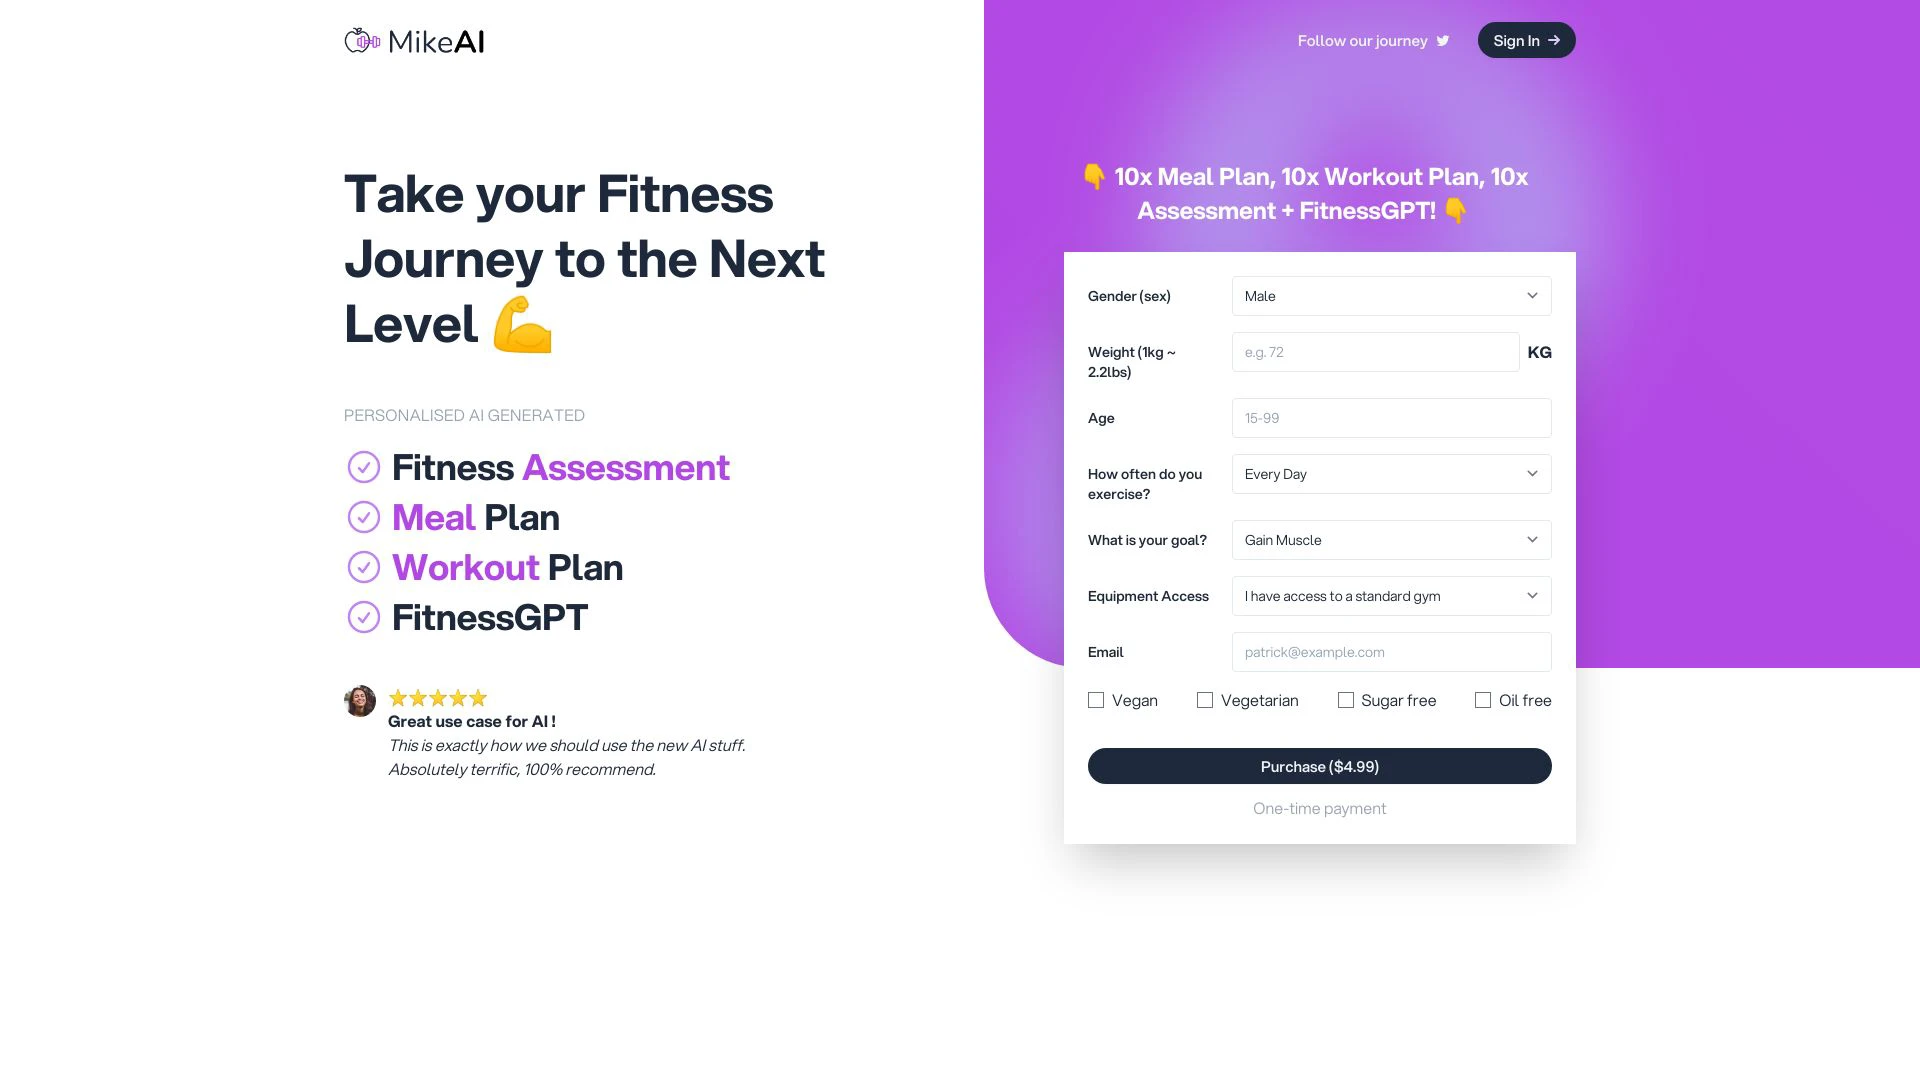 MikeAI
Follow our journey
Sign In
Take your Fitness
Journey to the Next
Level
PERSONALISED AI GENERATED
Fitness Assessment
Meal Plan
Workout Plan
FitnessGPT
Great use case for AI !
This is exactly how we should use the new AI stuff.
Absolutely terrific, 100% recommend.
10x Meal Plan, 10x Workout Plan, 10x
Assessment + FitnessGPT!
Gender (sex)
Male
Weight (1kg ~
2.2lbs)
e.g. 72
KG
Age
15-99
How often do you
exercise?
Every Day
What is your goal?
Gain Muscle
Equipment Access
I have access to a standard gym
Email
patrick@example.com
Vegan
Vegetarian
Sugar free
Oil free
Purchase ($4.99)
One-time payment